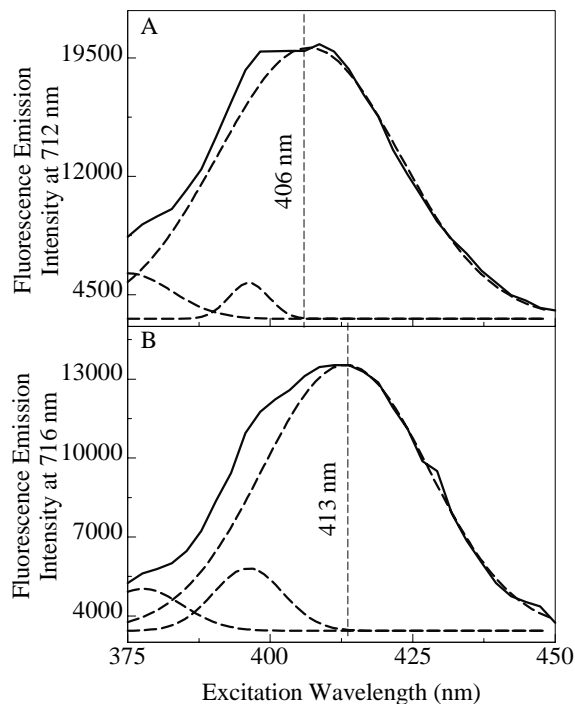 A
19500
12000
4500
Fluorescence Emission
Intensity at 712 nm
406 nm
B
13000
10000
7000
4000
Fluorescence Emission
Intensity at 716 nm
413 nm
375
400
425
450
Excitation Wavelength (nm)